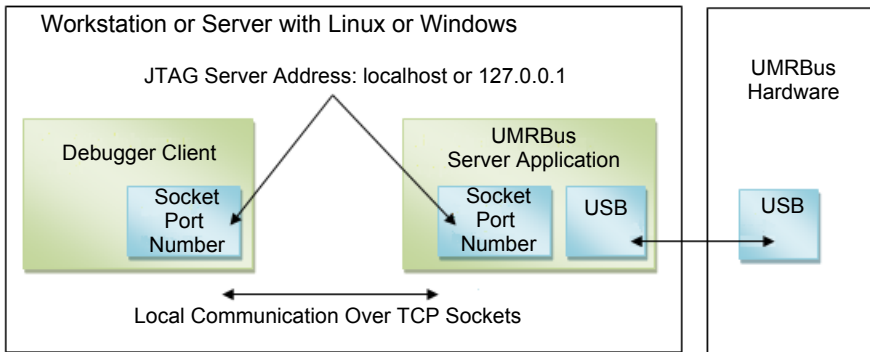 Workstation or Server with Linux or Windows
JTAG Server Address: localhost or 127.0.0.1
UMRBus
Hardware
Debugger Client
UMRBus
Server Application
Socket
Port
Number
Socket
Port
Number
USB
USB
Local Communication Over TCP Sockets